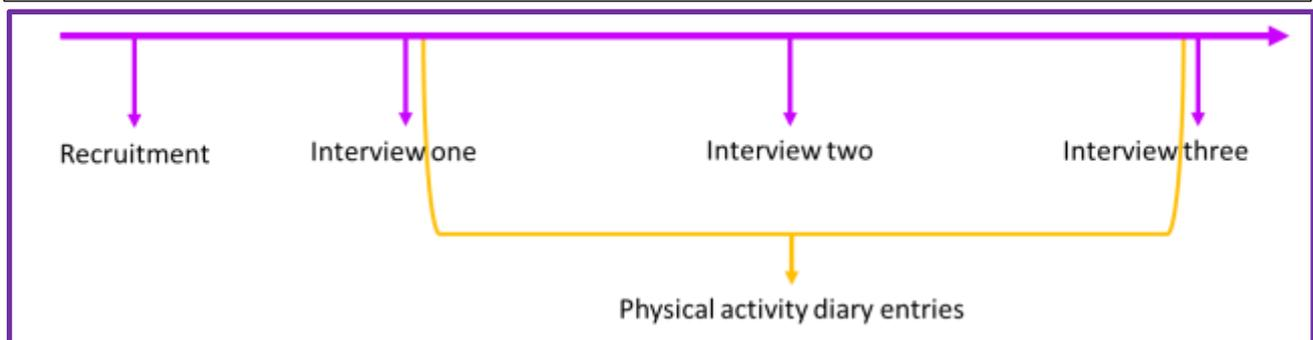 Recruitment
Interview one
Interview two
Interview three
Physical activity diary entries